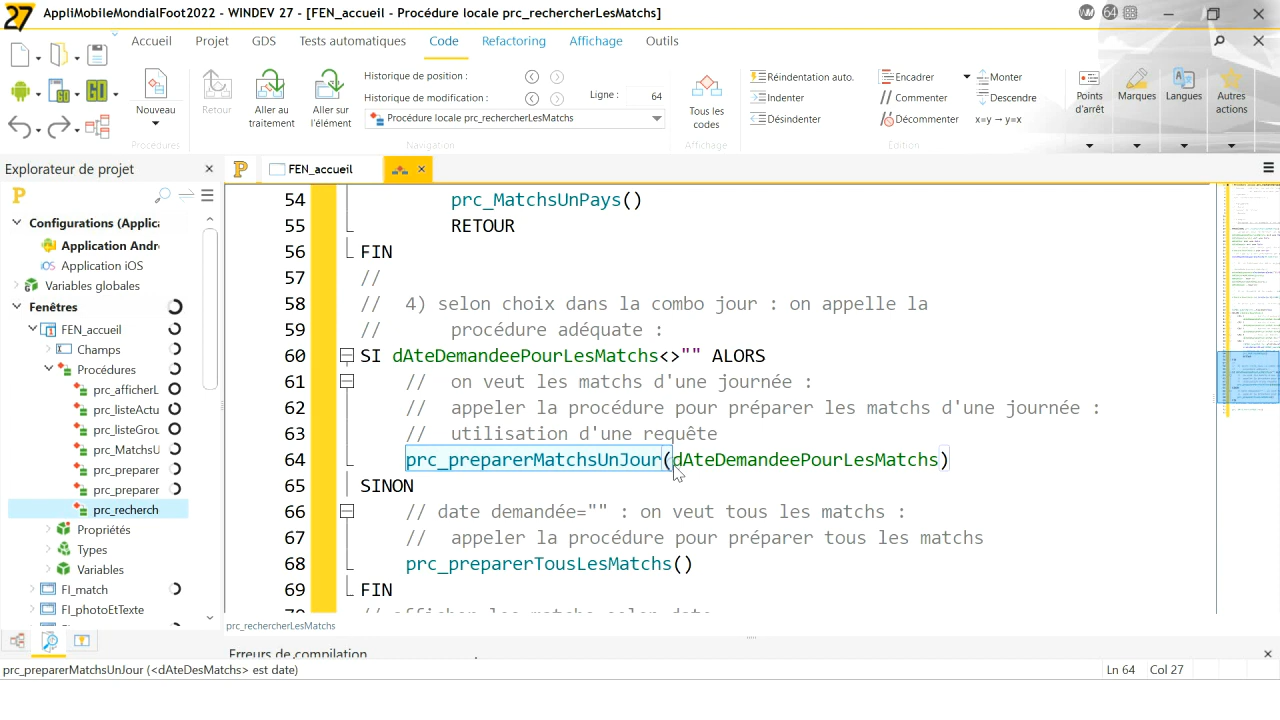 27 AppliMobileMondialFoot2022 - WINDEV 27 - [FEN_accueil - Procédure locale prc_rechercherLesMatchs]
WM 64
Accueil Projet GDS Tests automatiques Code Refactoring Affichage Outils
Nouveau
Retour
Aller au traitement
Aller sur l'élément
Historique de position :
Historique de modification :
Ligne : 64
Procédure locale prc_rechercherLesMatchs
Tous les codes
Réindentation auto.
Indenter
Désindenter
Encadrer
Commenter
Décommenter
Monter
Descendre
x=y → y=x
Points d'arrêt
Marques
Langues
Autres actions
Procédures Navigation Affichage Edition
Explorateur de projet
FEN_accueil
Configurations (Applica
Application Andr
Application iOS
Variables globales
Fenêtres
FEN_accueil
Champs
Procédures
prc_afficherL
prc_listeActu
prc_listeGrou
prc_MatchsU
prc_preparer
prc_preparer
prc_recherch
Propriétés
Types
Variables
FI_match
FI_photoEtTexte
54 prc_MatchsUnPays()
55 RETOUR
56 FIN
57 //
58 // 4) selon choix dans la combo jour : on appelle la
59 // procédure adéquate :
60 SI dAteDemandeePourLesMatchs<>"" ALORS
61 // on veut les matchs d'une journée :
62 // appeler la procédure pour préparer les matchs d'une journée :
63 // utilisation d'une requête
64 prc_preparerMatchsUnJour(dAteDemandeePourLesMatchs)
65 SINON
66 // date demandée="" : on veut tous les matchs :
67 // appeler la procédure pour préparer tous les matchs
68 prc_preparerTousLesMatchs()
69 FIN
70 // afficher les matchs selon date
prc_rechercherLesMatchs
Erreurs de compilation
prc_preparerMatchsUnJour (<dAteDesMatchs> est date)
Ln 64 Col 27